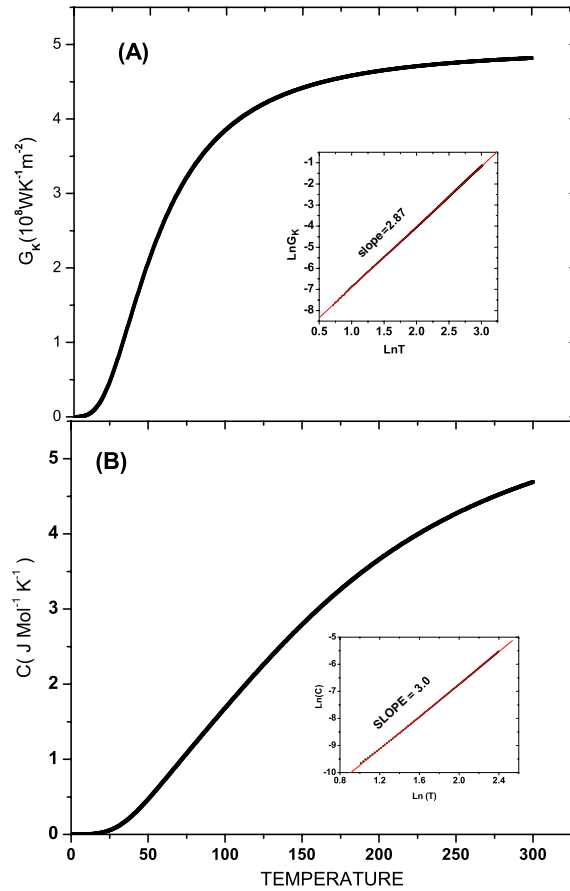 (A)
G_K(10^8WK^-1m^-2)
5
4
3
2
1
0
LnG_K
-1
-2
-3
-4
-5
-6
-7
-8
slope=2.87
0.5 1.0 1.5 2.0 2.5 3.0
LnT
(B)
C( J Mol^-1 K^-1 )
5
4
3
2
1
0
Ln(C)
-5
-6
-7
-8
-9
-10
SLOPE = 3.0
0.8 1.2 1.6 2.0 2.4
Ln (T)
0 50 100 150 200 250 300
TEMPERATURE